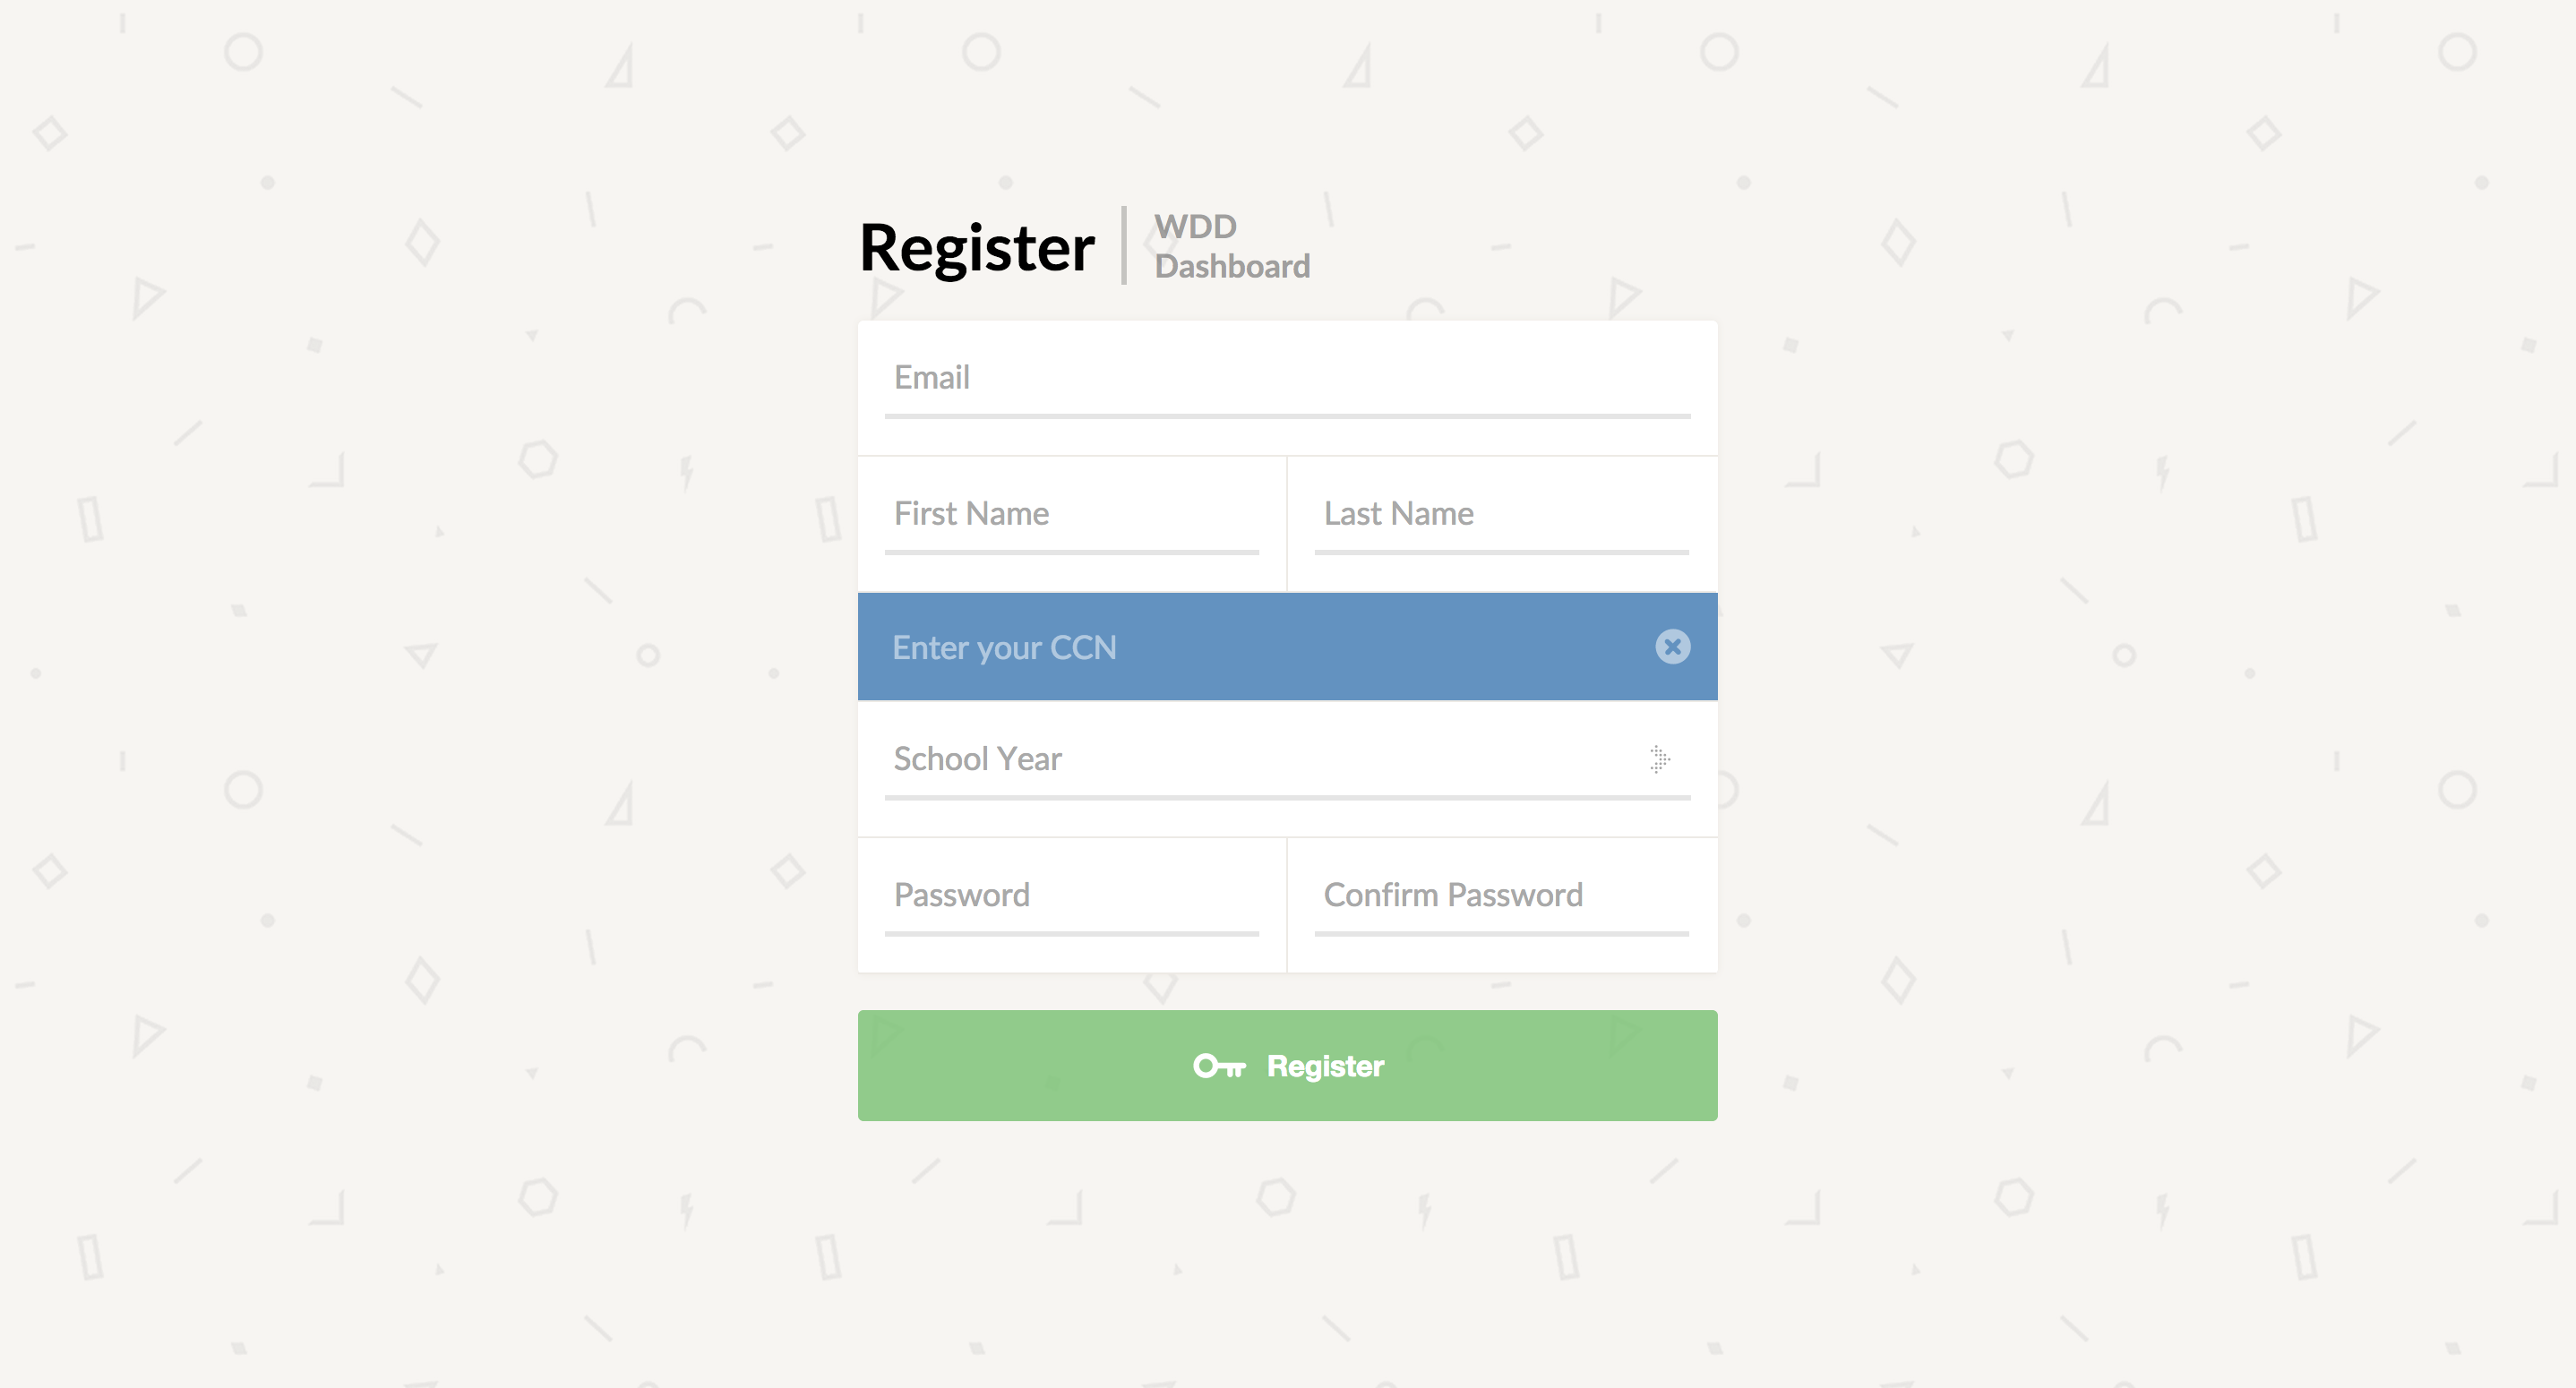 Register
WDD
Dashboard
Email
First Name
Last Name
Enter your CCN
School Year
Password
Confirm Password
Register